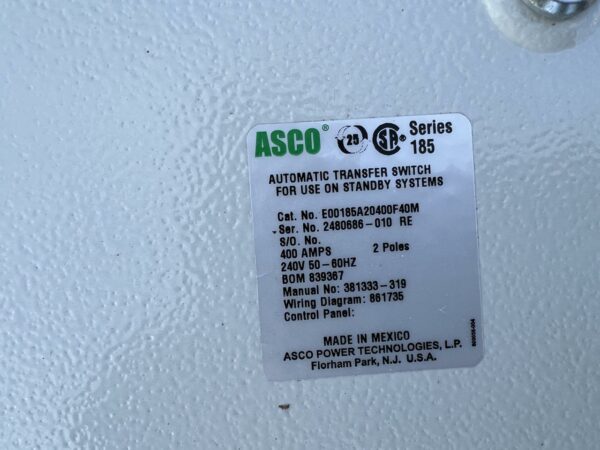 ASCO® 25 SA® Series
185
AUTOMATIC TRANSFER SWITCH
FOR USE ON STANDBY SYSTEMS
Cat. No. E00185A20400F40M
Ser. No. 2480686-010 RE
S/O. No.
400 AMPS 2 Poles
240V 50-60HZ
BOM 839367
Manual No: 381333-319
Wiring Diagram: 861735
Control Panel:
MADE IN MEXICO
ASCO POWER TECHNOLOGIES, L.P.
Florham Park, N.J. U.S.A.